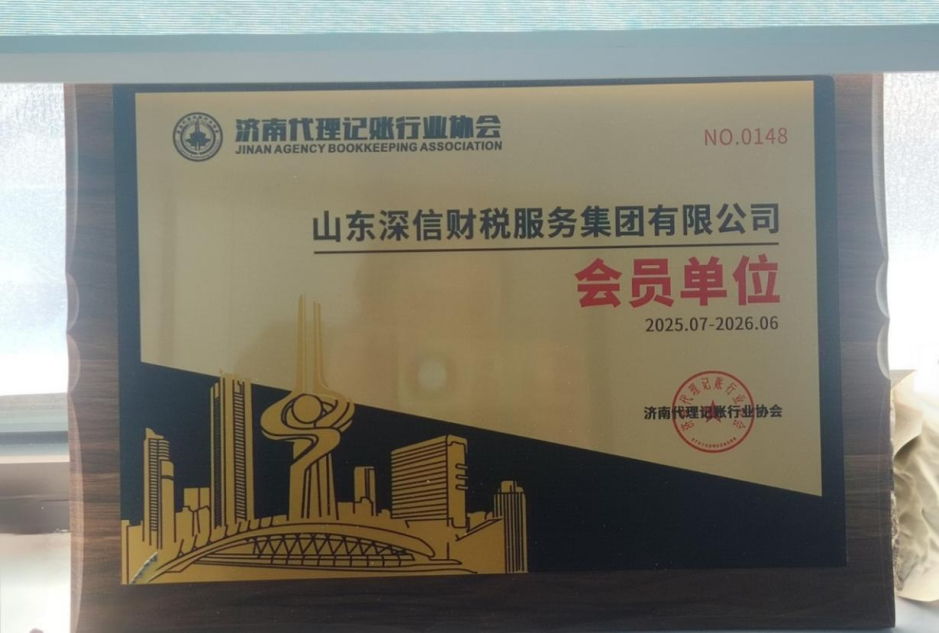 济南代理记账行业协会
JINAN AGENCY BOOKKEEPING ASSOCIATION
NO.0148
山东深信财税服务集团有限公司
会员单位
2025.07-2026.06
济南代理记账行业协会